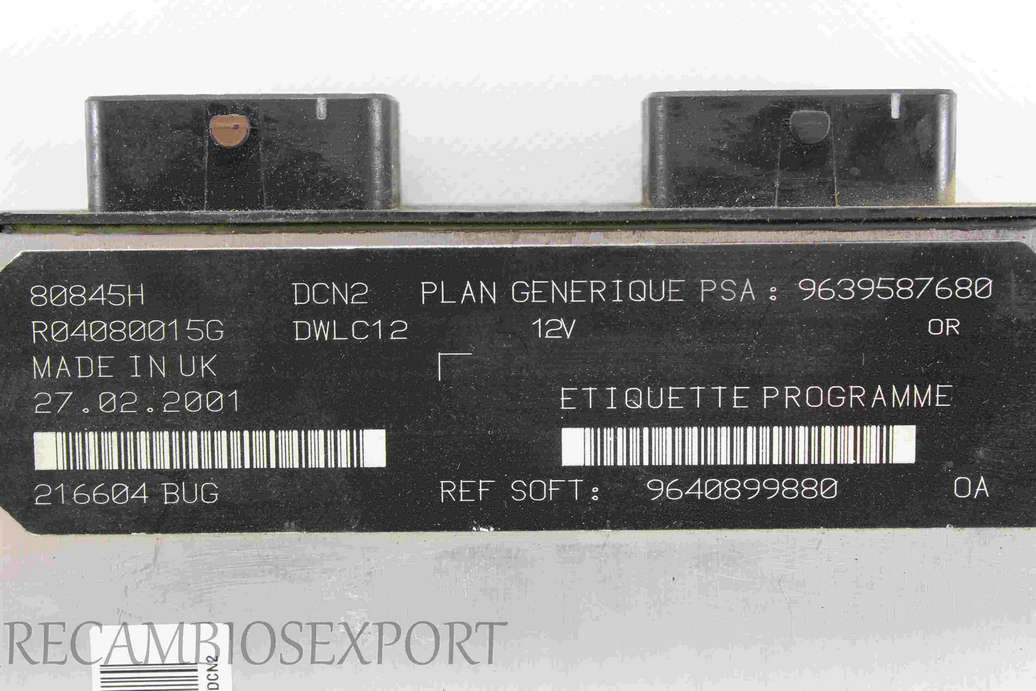 80845H DCN2 PLAN GENERIQUE PSA: 9639587680
R04080015G DWLC12 12V OR
MADE IN UK
27.02.2001 ETIQUETTE PROGRAMME
216604 BUG REF SOFT: 9640899880 OA
RECAMBIOSEXPORT
DCN2